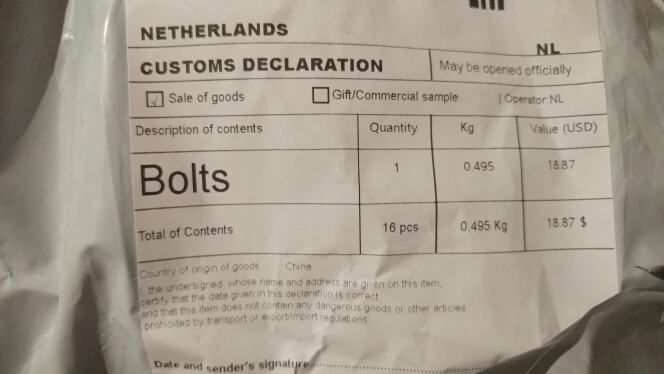 NETHERLANDS
NL
CUSTOMS DECLARATION
May be opened officially
Sale of goods
Gift/Commercial sample
Operator:NL
Description of contents Quantity Kg Value (USD)
Bolts 1 0.495 18.87
Total of Contents 16 pcs 0.495 Kg 18.87 $
Country of origin of goods China
I, the undersigned, whose name and address are given on this item,
certify that the data given in this declaration is correct,
and that this item does not contain any dangerous goods or other articles
prohibited by transport or export/import regulations
Date and sender's signature